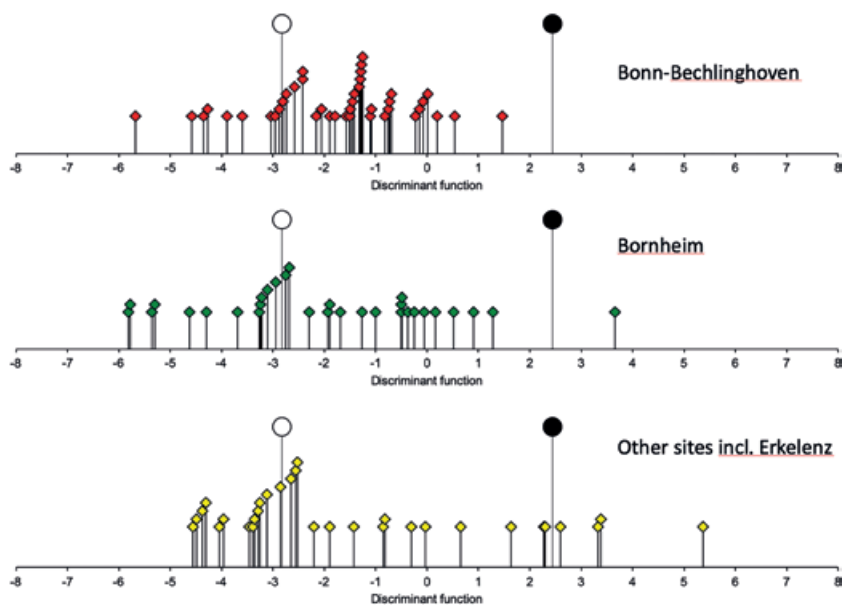 Bonn-Bechlinghoven
-8 -7 -6 -5 -4 -3 -2 -1 0 1 2 3 4 5 6 7 8
Discriminant function
Bornheim
-8 -7 -6 -5 -4 -3 -2 -1 0 1 2 3 4 5 6 7 8
Discriminant function
Other sites incl. Erkelenz
-8 -7 -6 -5 -4 -3 -2 -1 0 1 2 3 4 5 6 7 8
Discriminant function